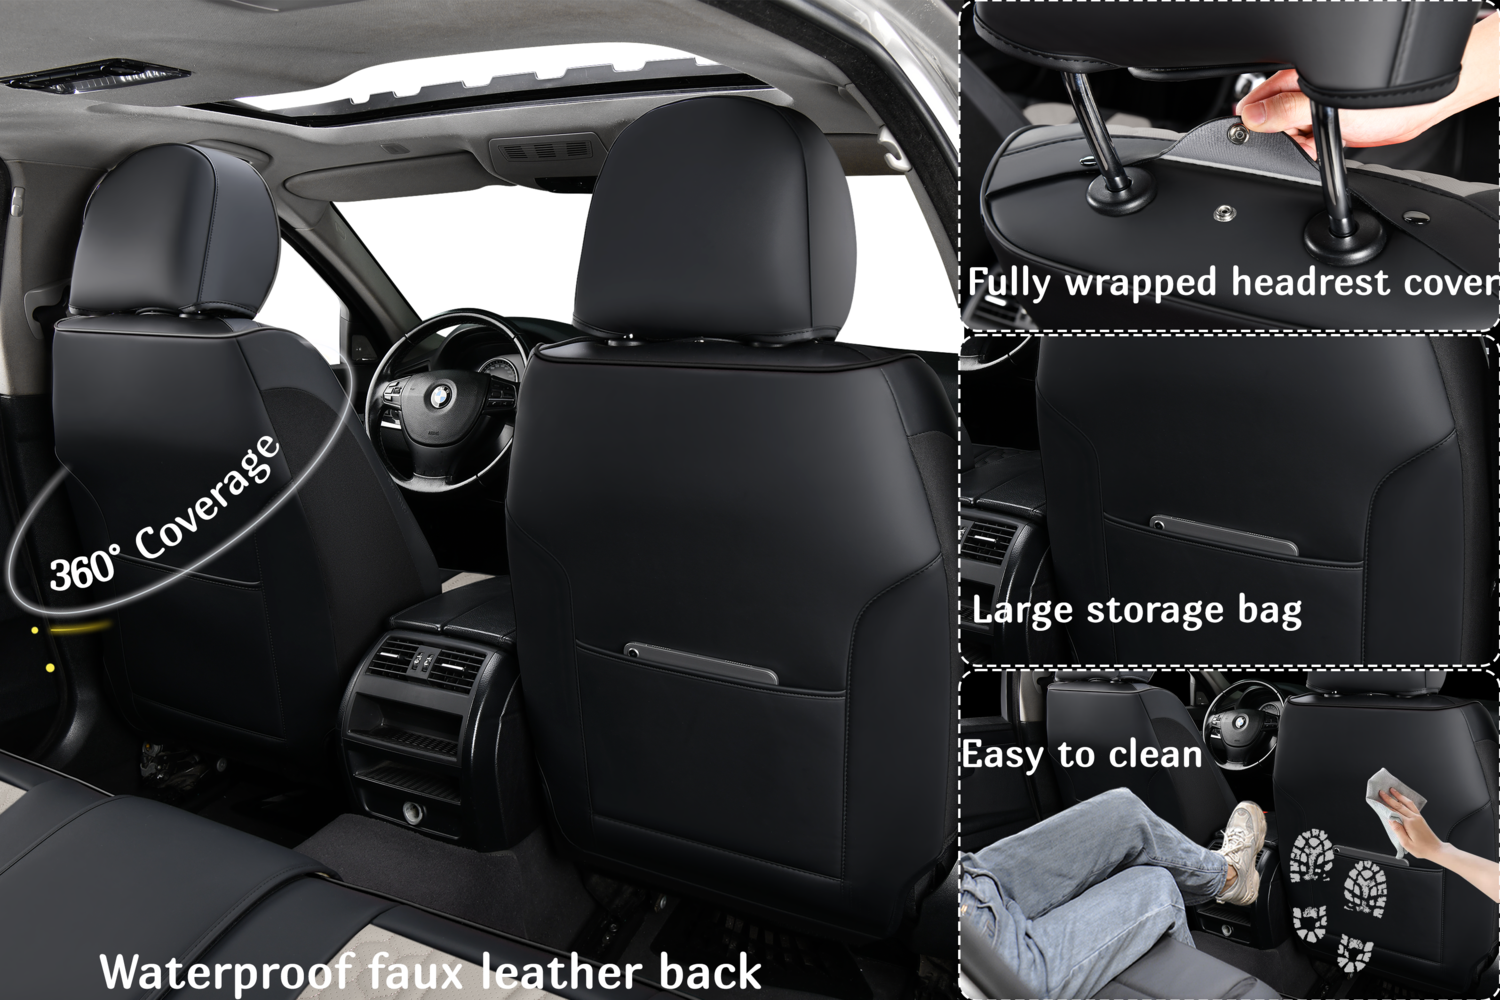 360° Coverage
Waterproof faux leather back
Fully wrapped headrest cover
Large storage bag
Easy to clean